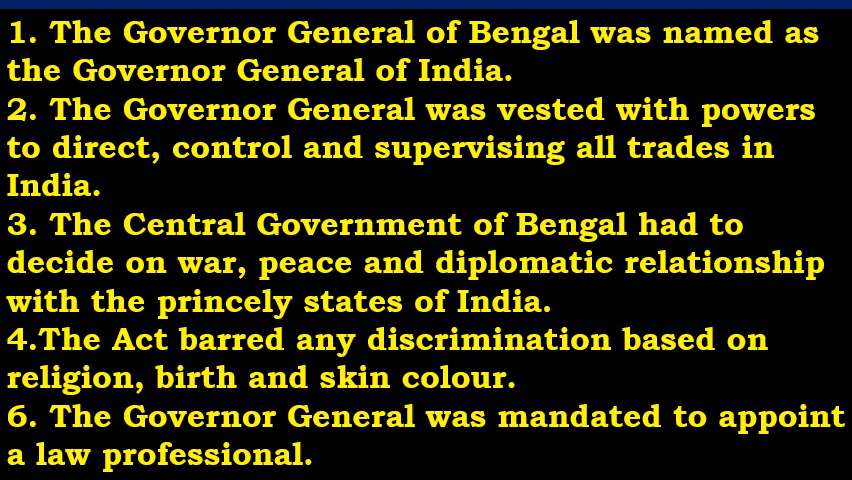 1. The Governor General of Bengal was named as
the Governor General of India.
2. The Governor General was vested with powers
to direct, control and supervising all trades in
India.
3. The Central Government of Bengal had to
decide on war, peace and diplomatic relationship
with the princely states of India.
4.The Act barred any discrimination based on
religion, birth and skin colour.
6. The Governor General was mandated to appoint
a law professional.